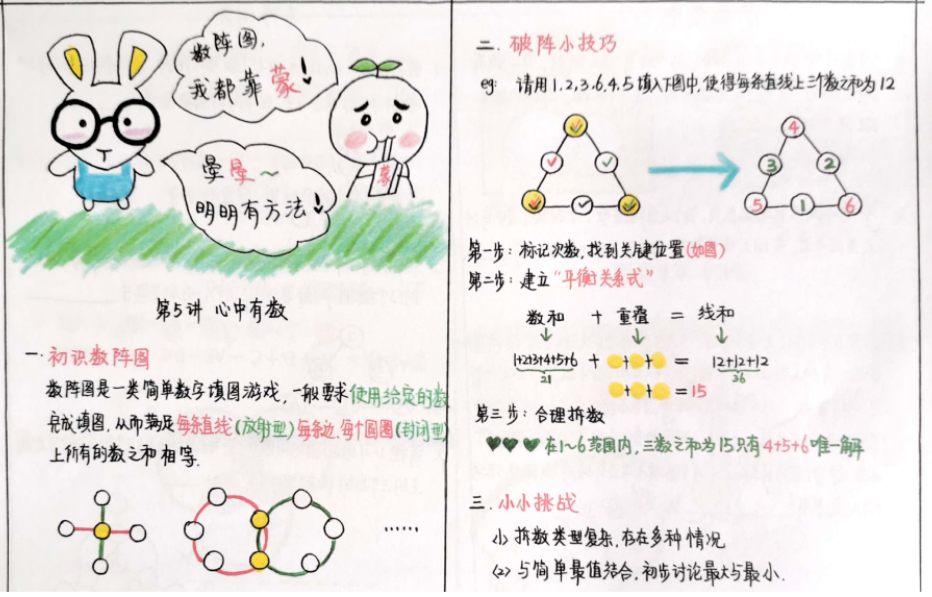 数阵图，
我都靠蒙！
蒙
晕晕～
明明有方法！
第5讲 心中有数
一.初识数阵图
数阵图是一类简单数字填图游戏，一般要求使用给定的数
完成填图，从而满足每条直线(反射型)每条边.每个圆圈(封闭型)
上所有的数之和相等.
......
二.破阵小技巧
eg: 请用1.2.3.6.4.5填入下图中,使得每条直线上三个数之和为12
4
3 2
5 1 6
第一步：标记次数，找到关键位置(如图)
第二步：建立"平衡关系式"
数和 + 重叠 = 线和
1+2+3+4+5+6 + + + = 12+12+12
21 36
+ + = 15
第三步：合理拆数
在1~6范围内，三数之和为15只有4+5+6唯一解
三.小小挑战
(1) 拆数类型复杂，存在多种情况
(2) 与简单最值结合，初步讨论最大与最小.